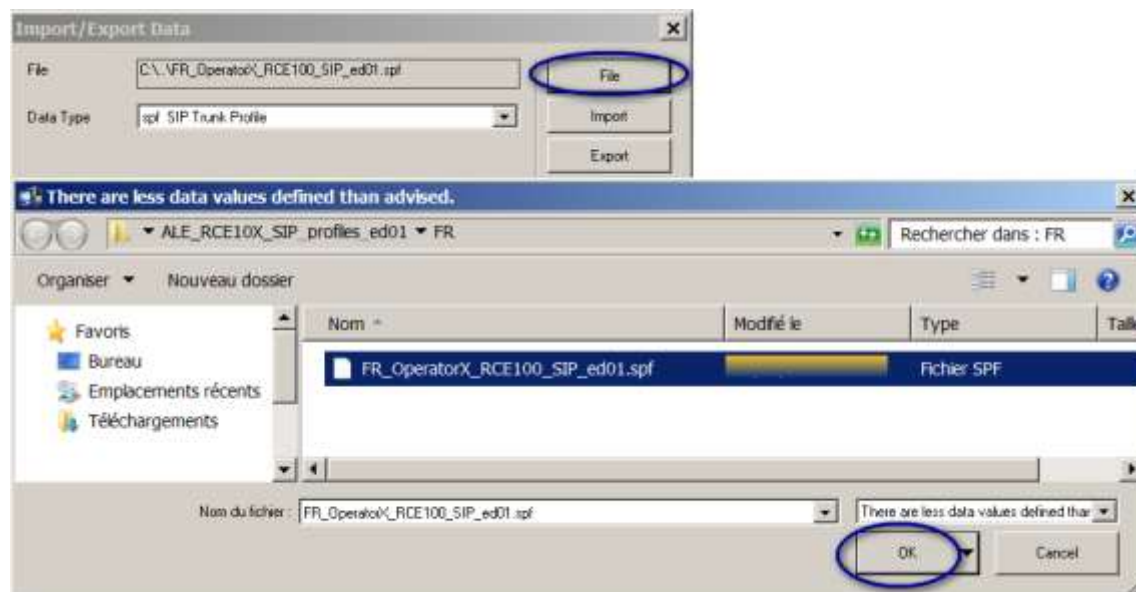 Import/Export Data
File C:\..\FR_OperatorX_RCE100_SIP_ed01.spf File
Data Type spf SIP Trunk Profile Import
Export
There are less data values defined than advised.
ALE_RCE10X_SIP_profiles_ed01 FR Rechercher dans : FR
Organiser Nouveau dossier
Favoris
Bureau
Emplacements récents
Téléchargements
Nom Modifié le Type Taille
FR_OperatorX_RCE100_SIP_ed01.spf Fichier SPF
Nom du fichier : FR_OperatorX_RCE100_SIP_ed01.spf There are less data values defined than
OK Cancel